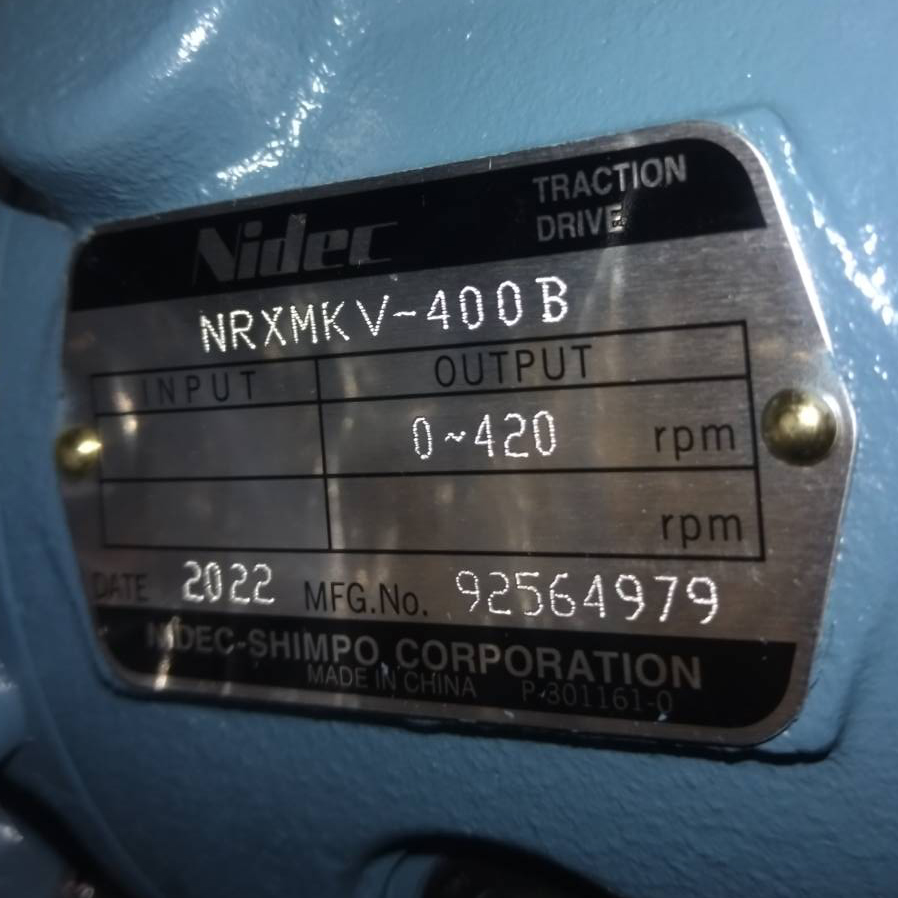 Nidec
TRACTION
DRIVE
NRXMKV-400B
INPUT OUTPUT
0~420 rpm
rpm
DATE 2022 MFG.No. 92564979
NIDEC-SHIMPO CORPORATION
MADE IN CHINA P-301161-0